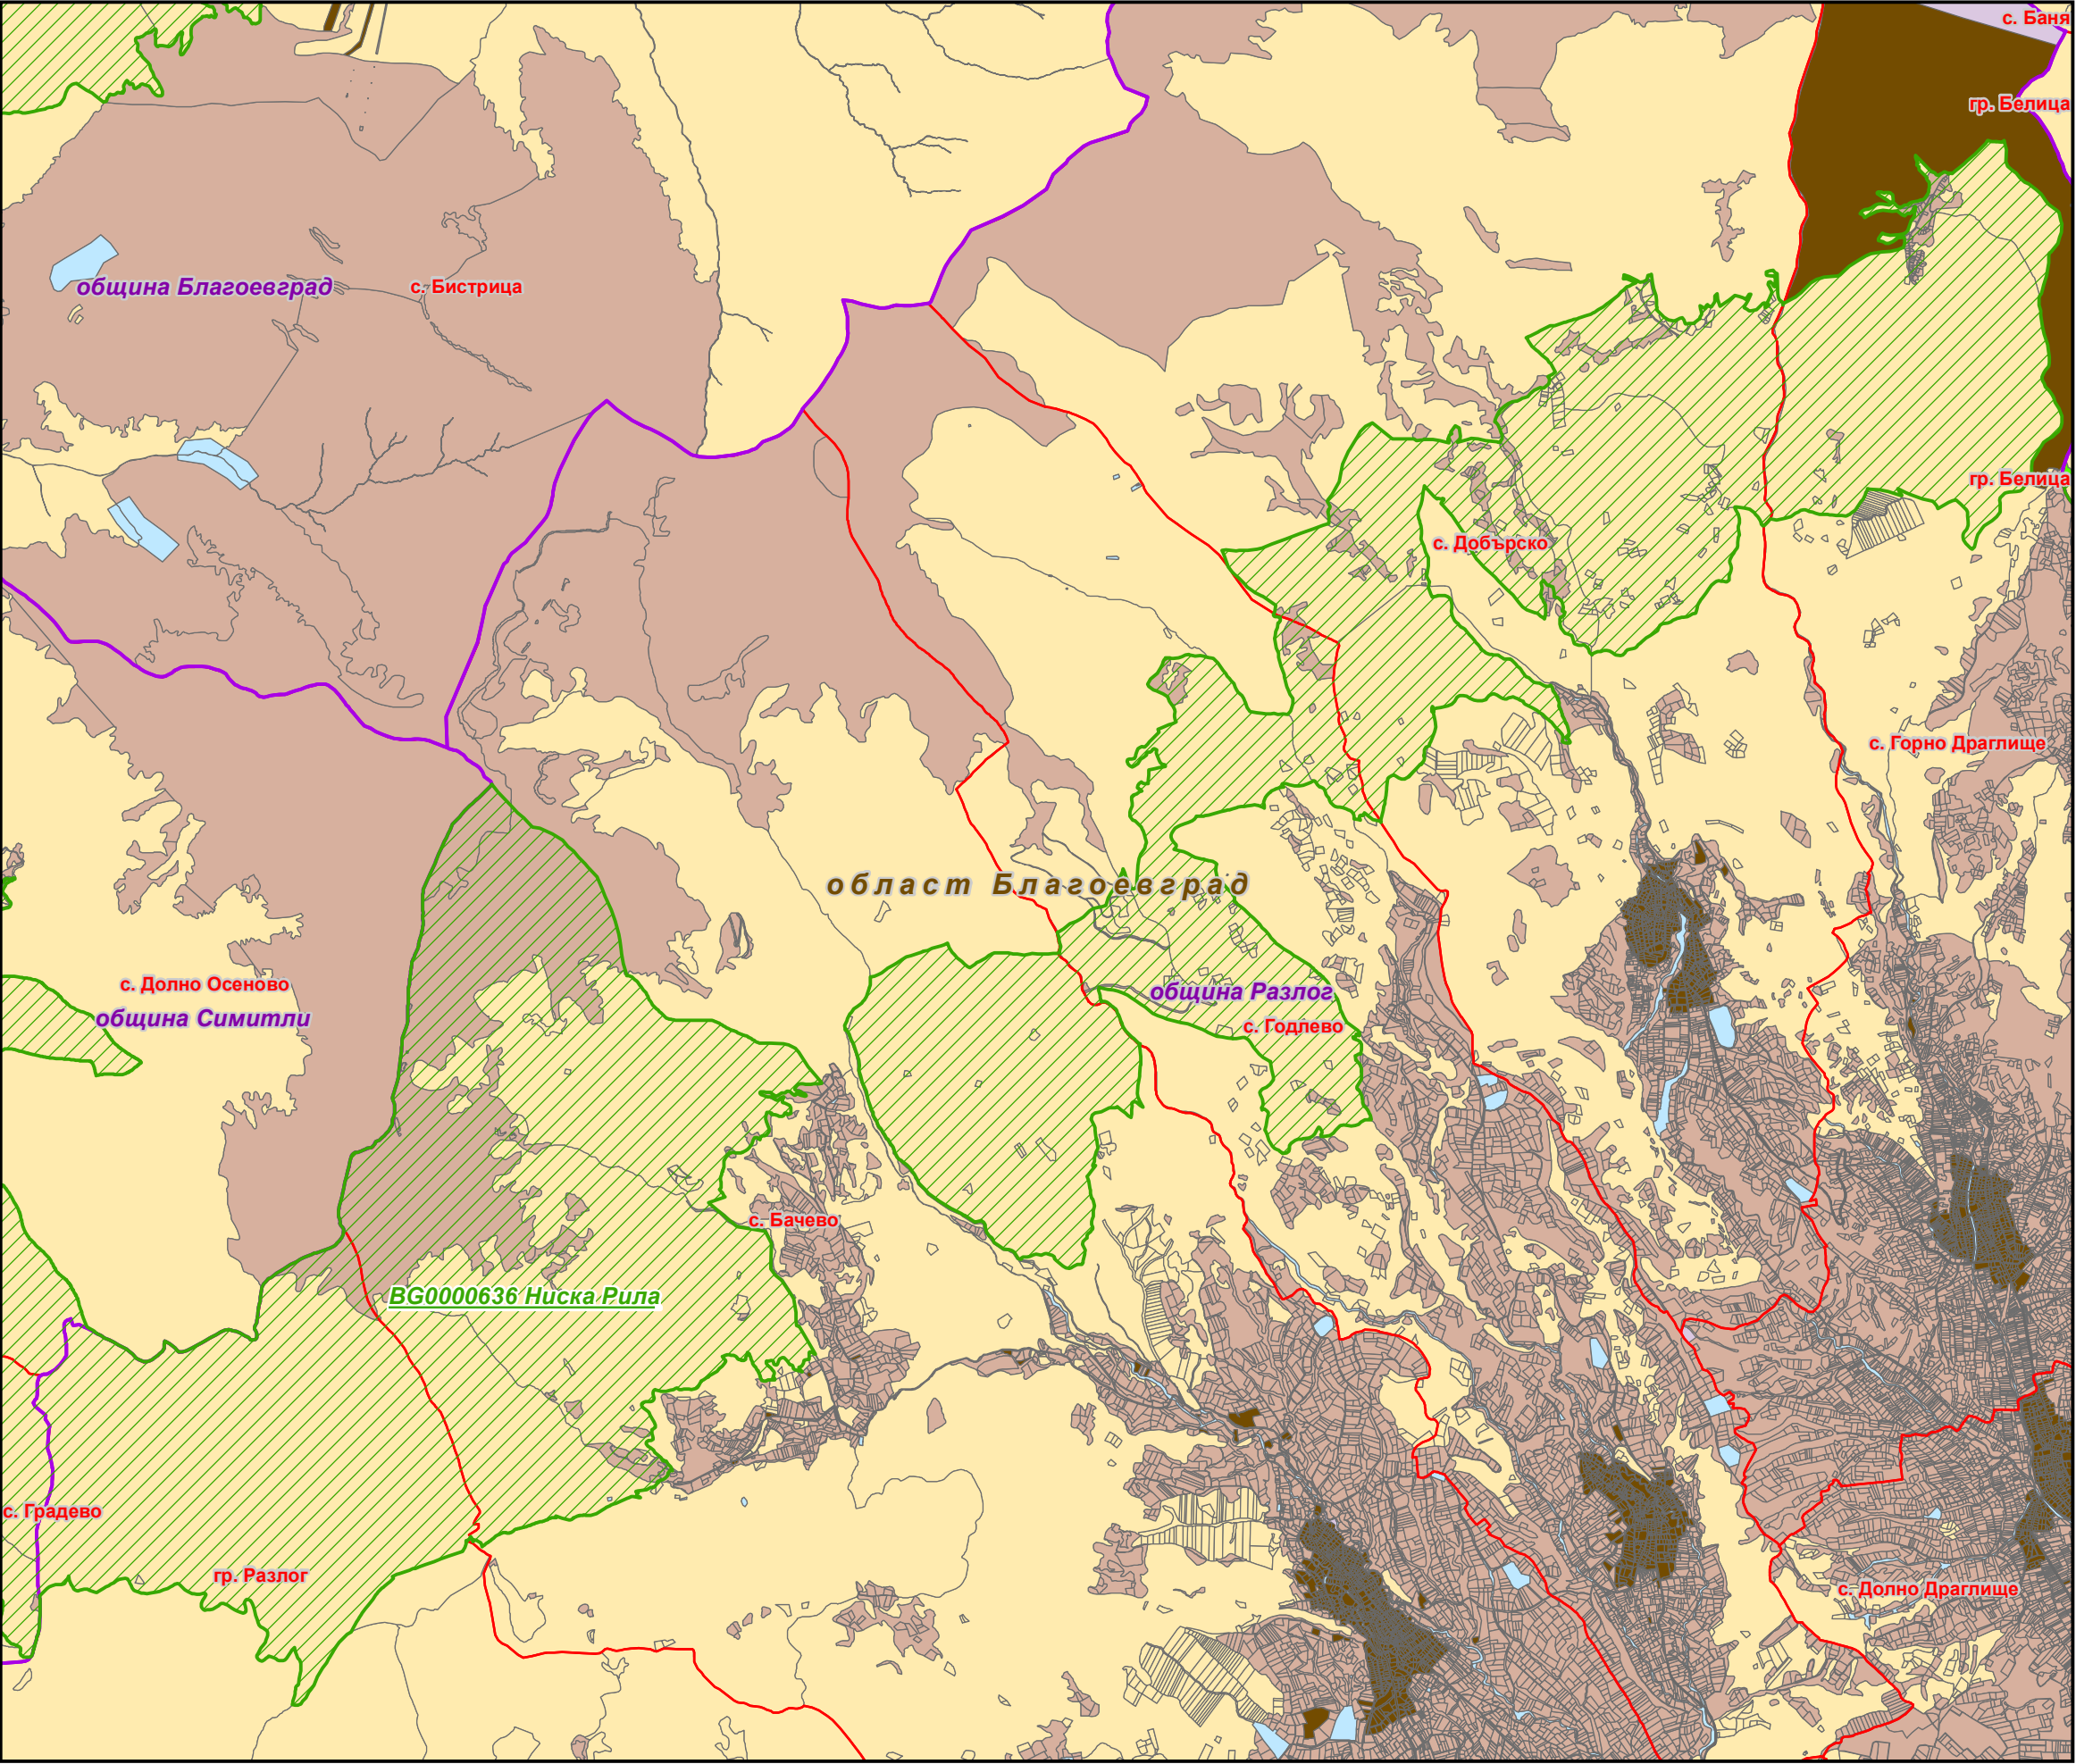 с. Баня
гр. Белица
община Благоевград
с. Бистрица
гр. Белица
с. Добърско
с. Горно Драглище
област Благоевград
с. Долно Осеново
община Симитли
община Разлог
с. Годлево
с. Бачево
BG0000636 Ниска Рила
с. Градево
гр. Разлог
с. Долно Драглище